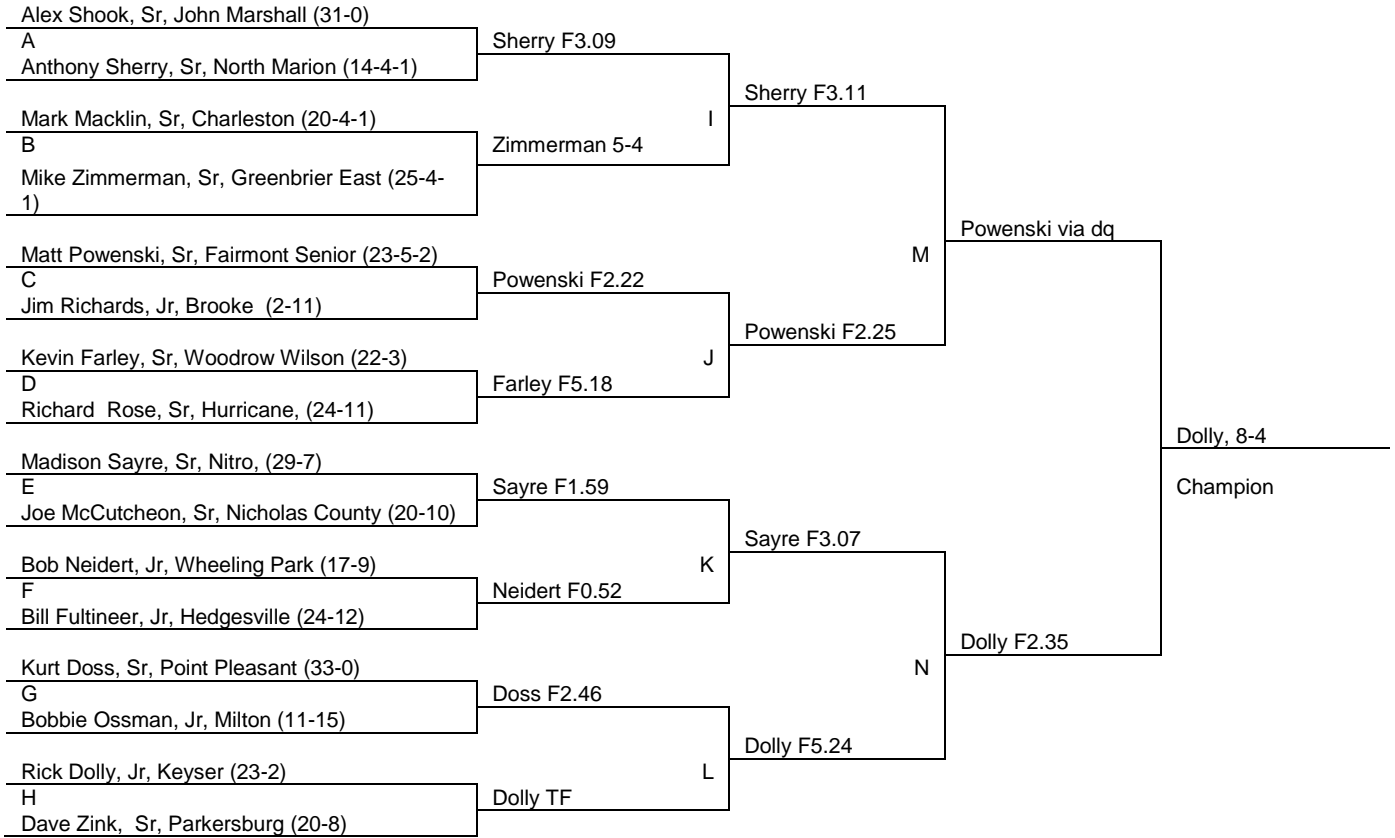 Alex Shook, Sr, John Marshall (31-0)
A
Sherry F3.09
Anthony Sherry, Sr, North Marion (14-4-1)
Sherry F3.11
Mark Macklin, Sr, Charleston (20-4-1)
I
B
Zimmerman 5-4
Mike Zimmerman, Sr, Greenbrier East (25-4-
1)
Powenski via dq
Matt Powenski, Sr, Fairmont Senior (23-5-2)
M
C
Powenski F2.22
Jim Richards, Jr, Brooke (2-11)
Powenski F2.25
Kevin Farley, Sr, Woodrow Wilson (22-3)
J
D
Farley F5.18
Richard Rose, Sr, Hurricane, (24-11)
Dolly, 8-4
Madison Sayre, Sr, Nitro, (29-7)
E
Sayre F1.59
Champion
Joe McCutcheon, Sr, Nicholas County (20-10)
Sayre F3.07
Bob Neidert, Jr, Wheeling Park (17-9)
K
F
Neidert F0.52
Bill Fultineer, Jr, Hedgesville (24-12)
Dolly F2.35
Kurt Doss, Sr, Point Pleasant (33-0)
N
G
Doss F2.46
Bobbie Ossman, Jr, Milton (11-15)
Dolly F5.24
Rick Dolly, Jr, Keyser (23-2)
L
H
Dolly TF
Dave Zink, Sr, Parkersburg (20-8)